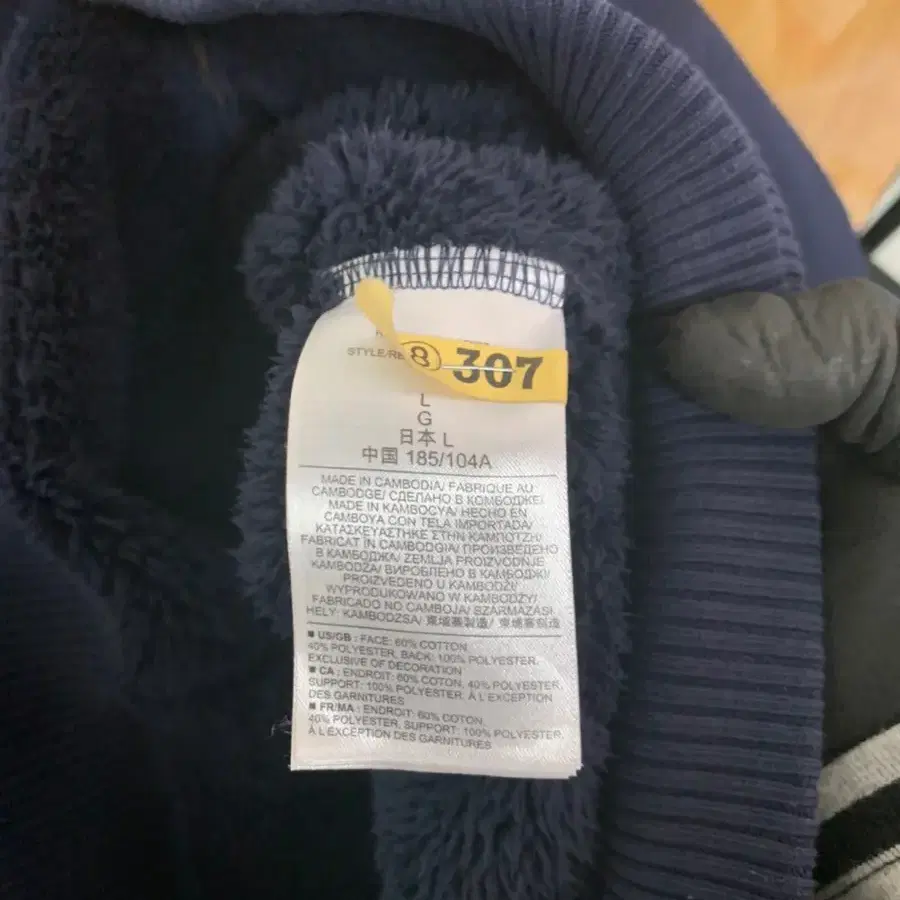 STYLE/RE
8 307
L
G
日本 L
中国 185/104A
MADE IN CAMBODIA/ FABRIQUE AU
CAMBODGE/ СДЕЛАНО В КОМБОДЖЕ/
MADE IN KAMBOCYA/ HECHO EN
CAMBOYA CON TELA IMPORTADA/
ΚΑΤΑΣΚΕΥΑΣΤΗΚΕ ΣΤΗΝ ΚΑΜΠΟΤΖΗ/
FABRICAT IN CAMBODGIA/ ПРОИЗВЕДЕНО
В КАМБОДЖА/ ZEMLJA PROIZVODNJE
KAMBODŽA/ ВИРОБЛЕНО В КАМБОДЖІ/
PROIZVEDENO U KAMBODŽI/
WYPRODUKOWANO W KAMBODŻY/
FABRICADO NO CAMBOJA/ SZÁRMAZÁSI
HELY: KAMBODZSA/ 柬埔寨製造/ 柬埔寨制造
■ US/GB : FACE: 60% COTTON,
40% POLYESTER, BACK: 100% POLYESTER,
EXCLUSIVE OF DECORATION
■ CA : ENDROIT: 60% COTON, 40% POLYESTER,
SUPPORT: 100% POLYESTER. À L'EXCEPTION
DES GARNITURES
■ FR/MA : ENDROIT: 60% COTON,
40% POLYESTER, SUPPORT: 100% POLYESTER,
À L'EXCEPTION DES GARNITURES